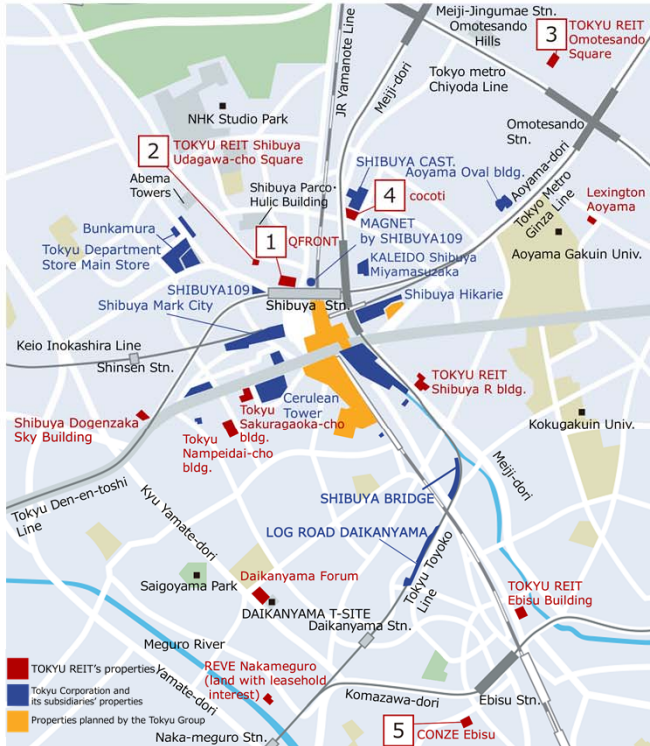 Meiji-Jingumae Stn.
Omotesando
Hills
3
TOKYU REIT
Omotesando
Square
JR Yamanote Line
Meiji-dori
Tokyo metro
Chiyoda Line
NHK Studio Park
Omotesando
Stn.
2
TOKYU REIT Shibuya
Udagawa-cho Square
SHIBUYA CAST.
Aoyama Oval bldg.
Aoyama-dori
Tokyo Metro
Ginza Line
Abema
Towers
Shibuya Parco·
Hulic Building
4
cocoti
Lexington
Aoyama
Bunkamura
Tokyu Department
Store Main Store
1
QFRONT
MAGNET
by SHIBUYA109
KALEIDO Shibuya
Miyamasuzaka
Aoyama Gakuin Univ.
SHIBUYA109
Shibuya Mark City
Shibuya Stn.
Shibuya Hikarie
Keio Inokashira Line
Shinsen Stn.
TOKYU REIT
Shibuya R bldg.
Cerulean
Tower
Shibuya Dogenzaka
Sky Building
Tokyu
Sakuragaoka-cho
bldg.
Tokyu
Nampeidai-cho
bldg.
Kokugakuin Univ.
Meiji-dori
Tokyu Den-en-toshi
Line
Kyu Yamate-dori
SHIBUYA BRIDGE
LOG ROAD DAIKANYAMA
Tokyu Toyoko
Line
Saigoyama Park
Daikanyama Forum
DAIKANYAMA T-SITE
Daikanyama Stn.
TOKYU REIT
Ebisu Building
Meguro River
Yamate-dori
REVE Nakameguro
(land with leasehold
interest)
Komazawa-dori
Ebisu Stn.
Naka-meguro Stn.
5
CONZE Ebisu
TOKYU REIT's properties
Tokyu Corporation and
its subsidiaries' properties
Properties planned by the Tokyu Group